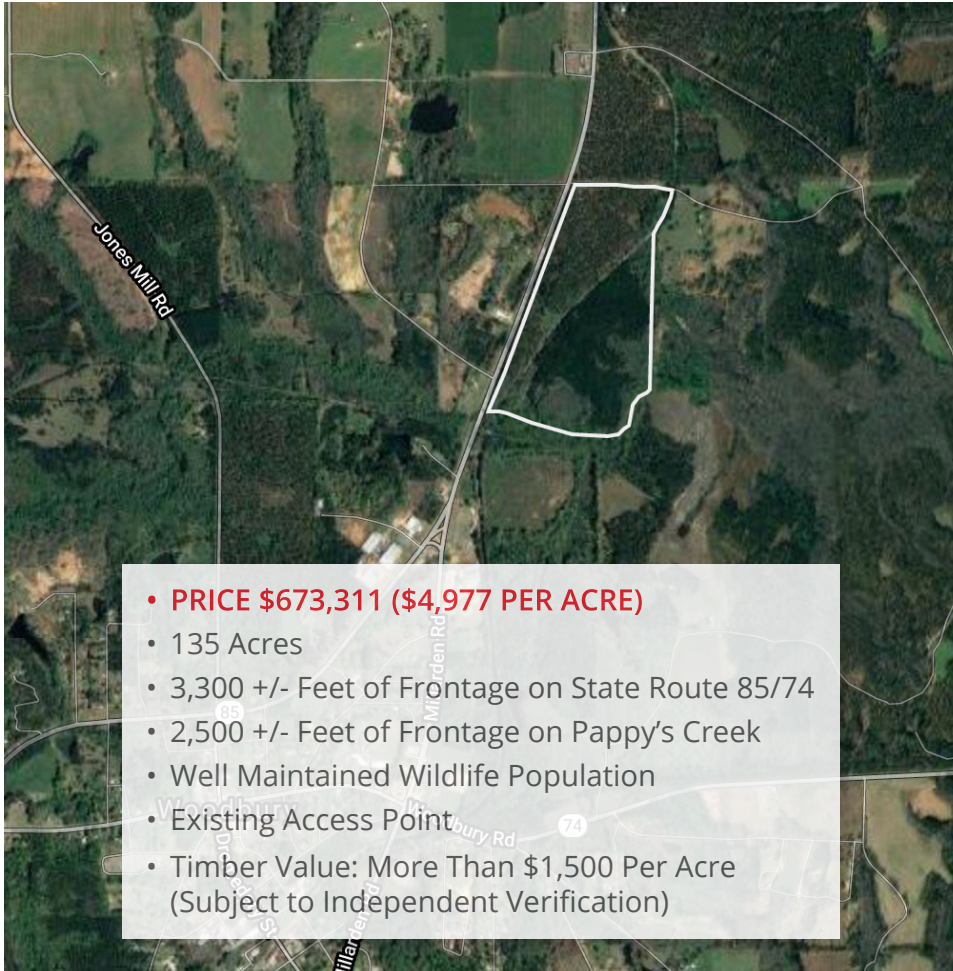 Jones Mill Rd
• PRICE $673,311 ($4,977 PER ACRE)
• 135 Acres
• 3,300 +/- Feet of Frontage on State Route 85/74
• 2,500 +/- Feet of Frontage on Pappy’s Creek
• Well Maintained Wildlife Population
• Existing Access Point
• Timber Value: More Than $1,500 Per Acre
(Subject to Independent Verification)
85
Woodbury
Woodbury Rd
74